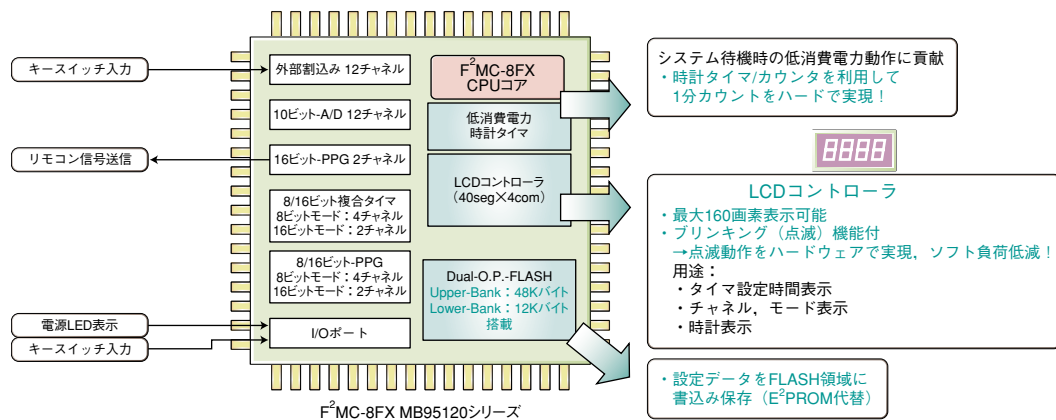 キースイッチ入力
リモコン信号送信
電源LED表示
キースイッチ入力
外部割込み 12チャネル
10ビット-A/D 12チャネル
16ビット-PPG 2チャネル
8/16ビット複合タイマ
8ビットモード：4チャネル
16ビットモード：2チャネル
8/16ビット-PPG
8ビットモード：4チャネル
16ビットモード：2チャネル
I/Oポート
F²MC-8FX
CPUコア
低消費電力
時計タイマ
LCDコントローラ
（40seg×4com）
Dual-O.P.-FLASH
Upper-Bank：48Kバイト
Lower-Bank：12Kバイト
搭載
F²MC-8FX MB95120シリーズ
システム待機時の低消費電力動作に貢献
・時計タイマ/カウンタを利用して
1分カウントをハードで実現！
8888
LCDコントローラ
・最大160画素表示可能
・ブリンキング（点滅）機能付
→点滅動作をハードウェアで実現，ソフト負荷低減！
用途：
・タイマ設定時間表示
・チャネル，モード表示
・時計表示
・設定データをFLASH領域に
書込み保存（E²PROM代替）